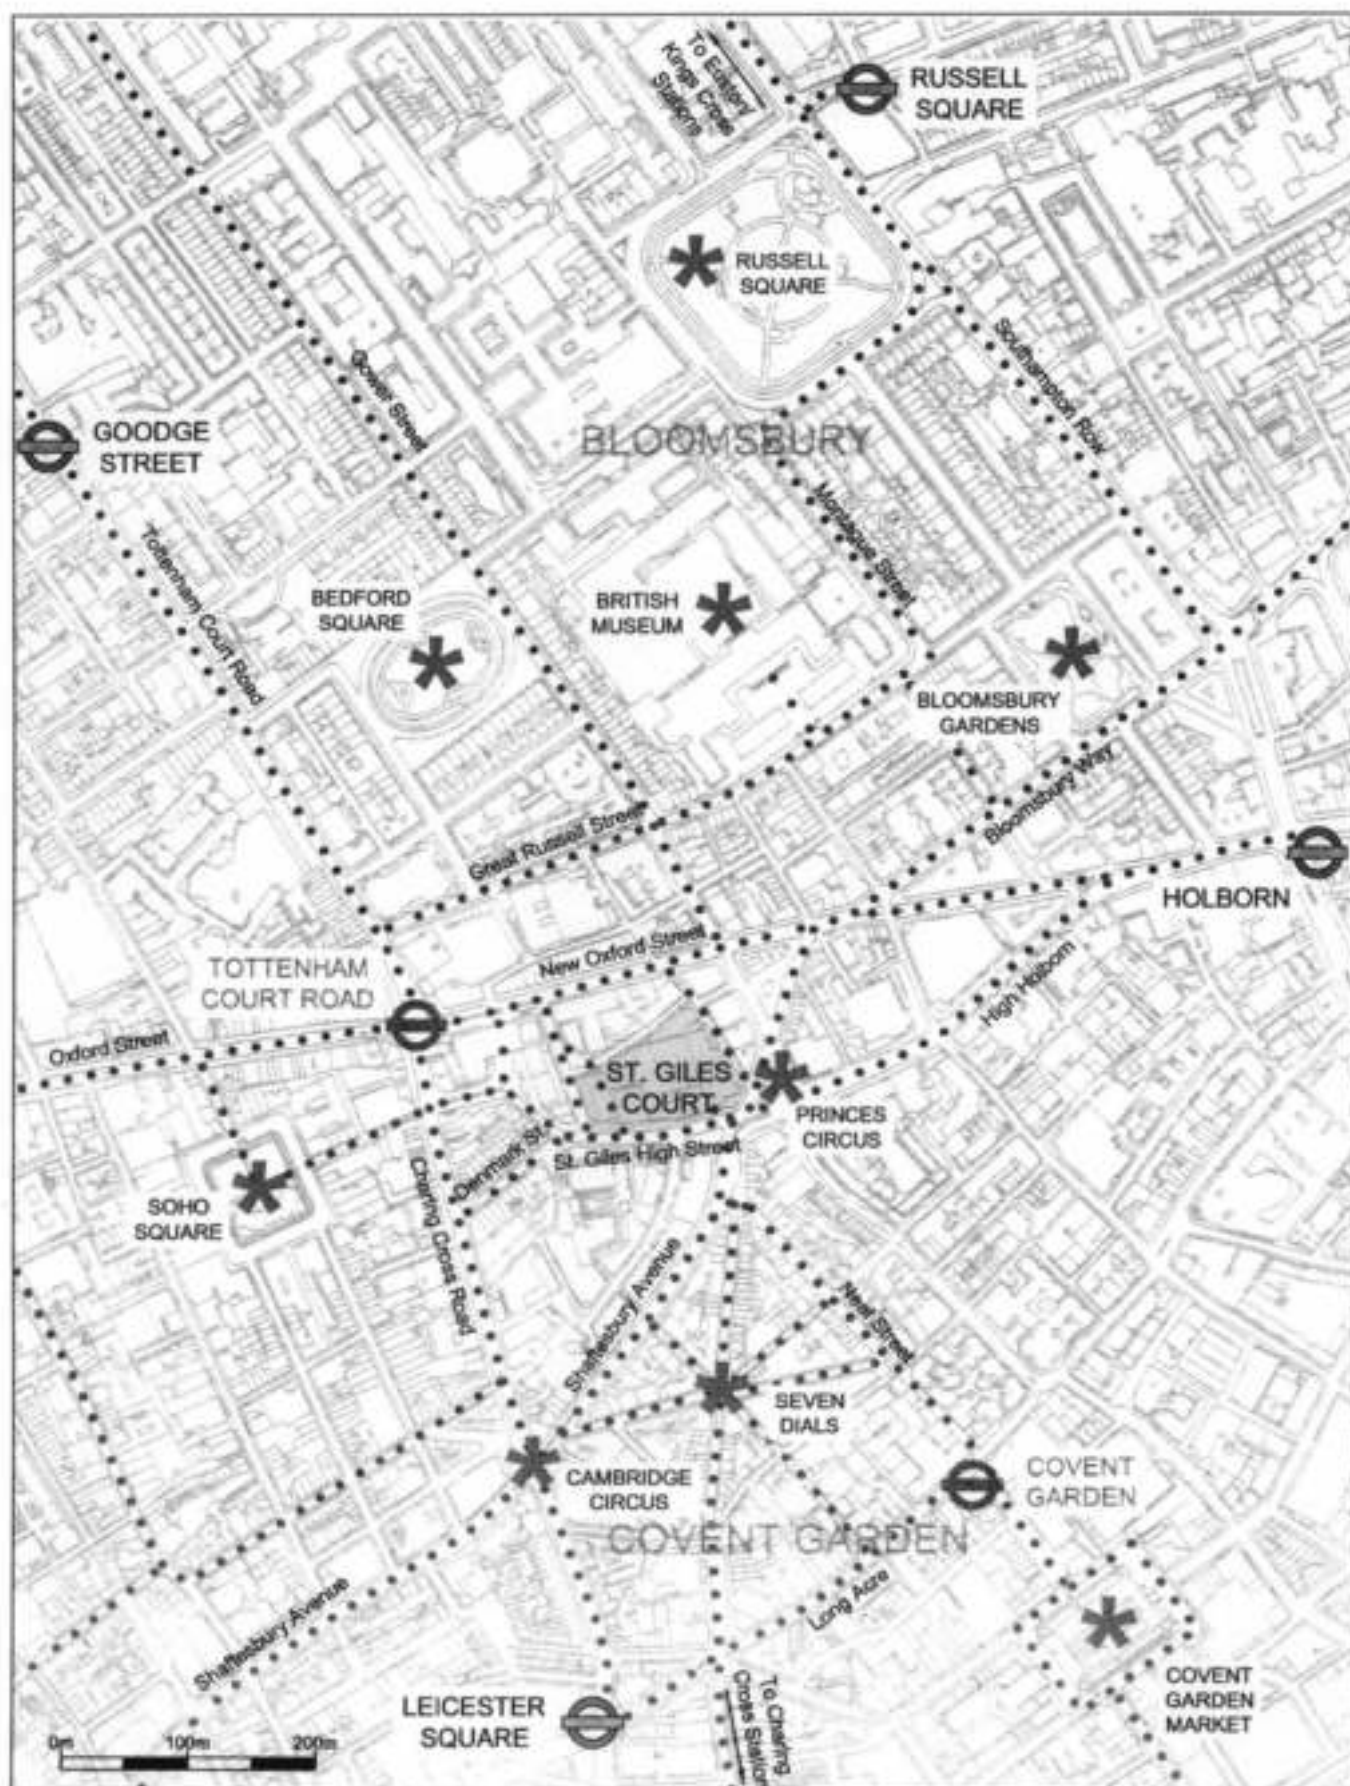 To Euston/
Kings Cross
Stations
RUSSELL
SQUARE
RUSSELL
SQUARE
Southampton Row
Gower Street
GOODGE
STREET
BLOOMSBURY
Montague Street
Tottenham Court Road
BEDFORD
SQUARE
BRITISH
MUSEUM
BLOOMSBURY
GARDENS
Bloomsbury Way
Great Russell Street
HOLBORN
New Oxford Street
TOTTENHAM
COURT ROAD
High Holborn
Oxford Street
ST. GILES
COURT
PRINCES
CIRCUS
Denmark St.
St. Giles High Street
SOHO
SQUARE
Charing Cross Road
Shaftesbury Avenue
Neal Street
SEVEN
DIALS
CAMBRIDGE
CIRCUS
COVENT
GARDEN
COVENT GARDEN
Long Acre
Shaftesbury Avenue
COVENT
GARDEN
MARKET
LEICESTER
SQUARE
To Charing
Cross Station
0m 100m 200m